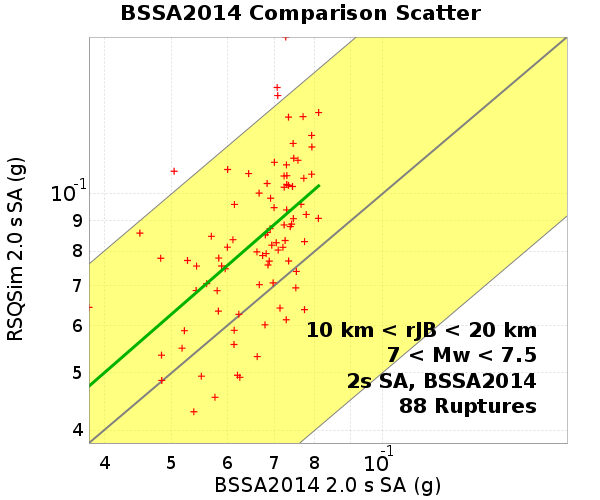 BSSA2014 Comparison Scatter
RSQSim 2.0 s SA (g)
10-1
9
8
7
6
5
4
10 km < rJB < 20 km
7 < Mw < 7.5
2s SA, BSSA2014
88 Ruptures
4 5 6 7 8 10-1
BSSA2014 2.0 s SA (g)